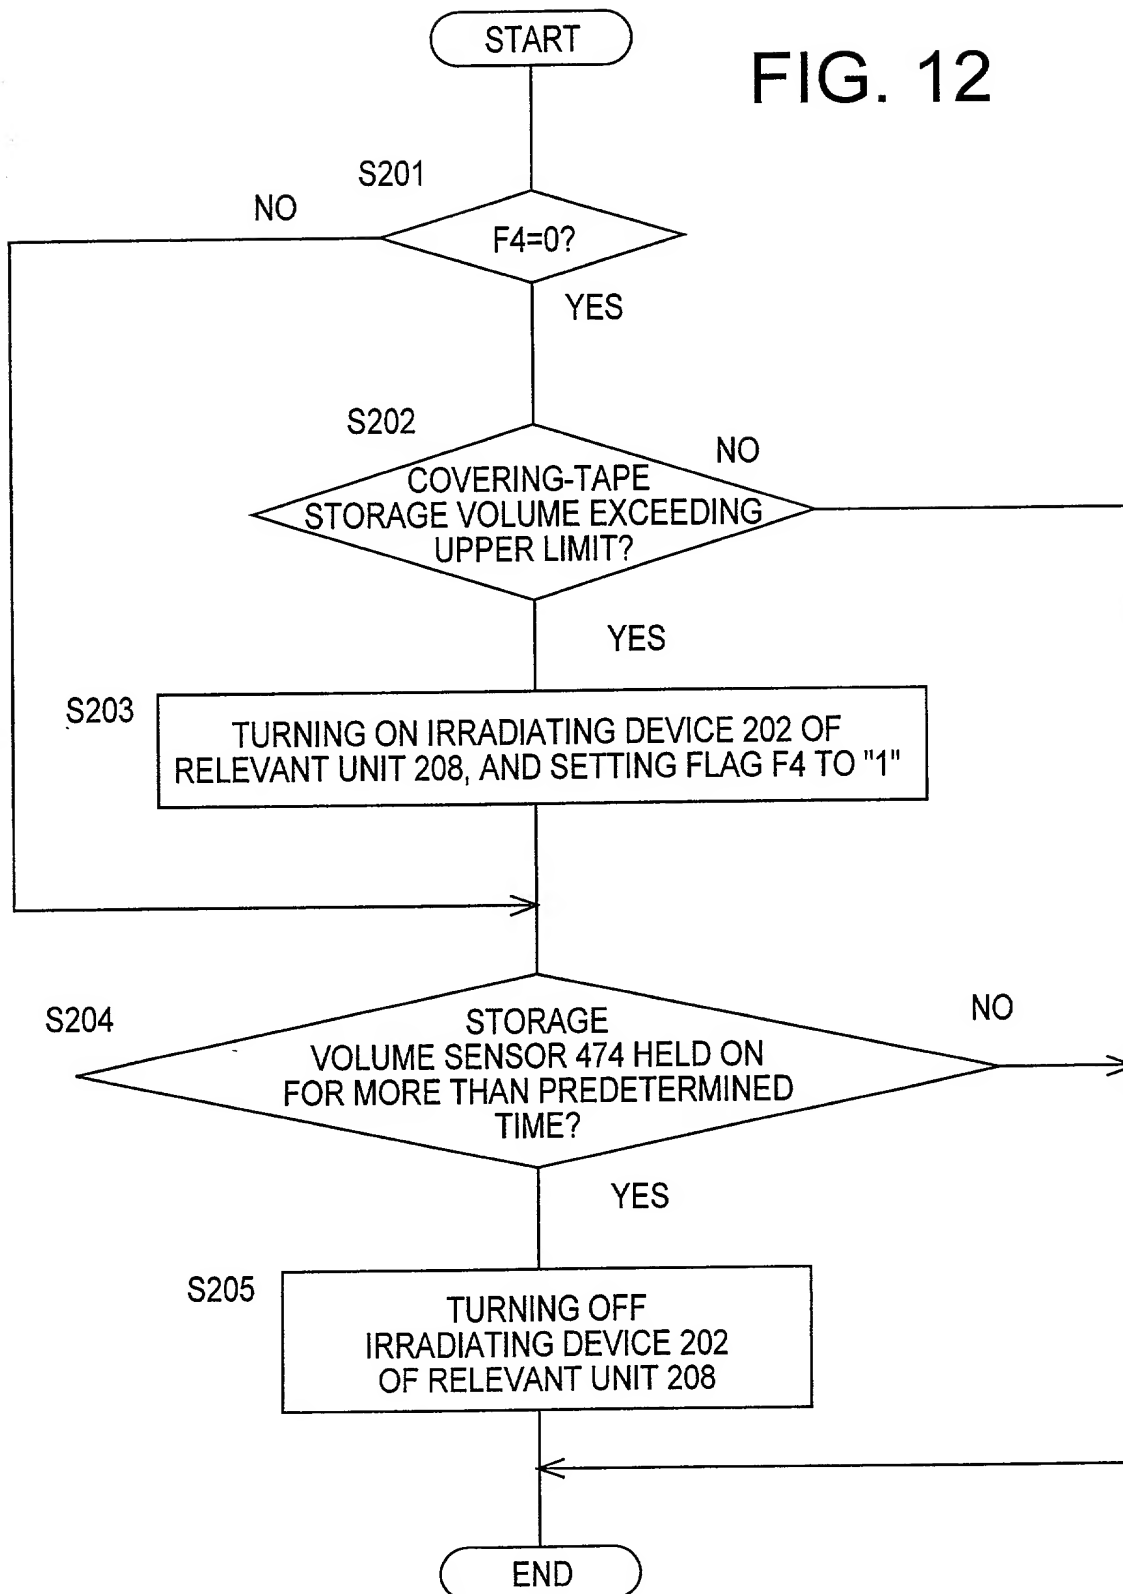 START
FIG. 12
S201
NO
F4=0?
YES
S202
NO
COVERING-TAPE
STORAGE VOLUME EXCEEDING
UPPER LIMIT?
YES
S203
TURNING ON IRRADIATING DEVICE 202 OF
RELEVANT UNIT 208, AND SETTING FLAG F4 TO "1"
S204
NO
STORAGE
VOLUME SENSOR 474 HELD ON
FOR MORE THAN PREDETERMINED
TIME?
YES
S205
TURNING OFF
IRRADIATING DEVICE 202
OF RELEVANT UNIT 208
END